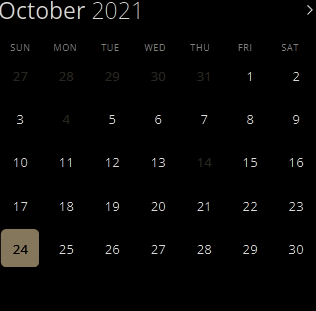 October 2021
SUN MON TUE WED THU FRI SAT
27 28 29 30 31 1 2
3 4 5 6 7 8 9
10 11 12 13 14 15 16
17 18 19 20 21 22 23
24 25 26 27 28 29 30